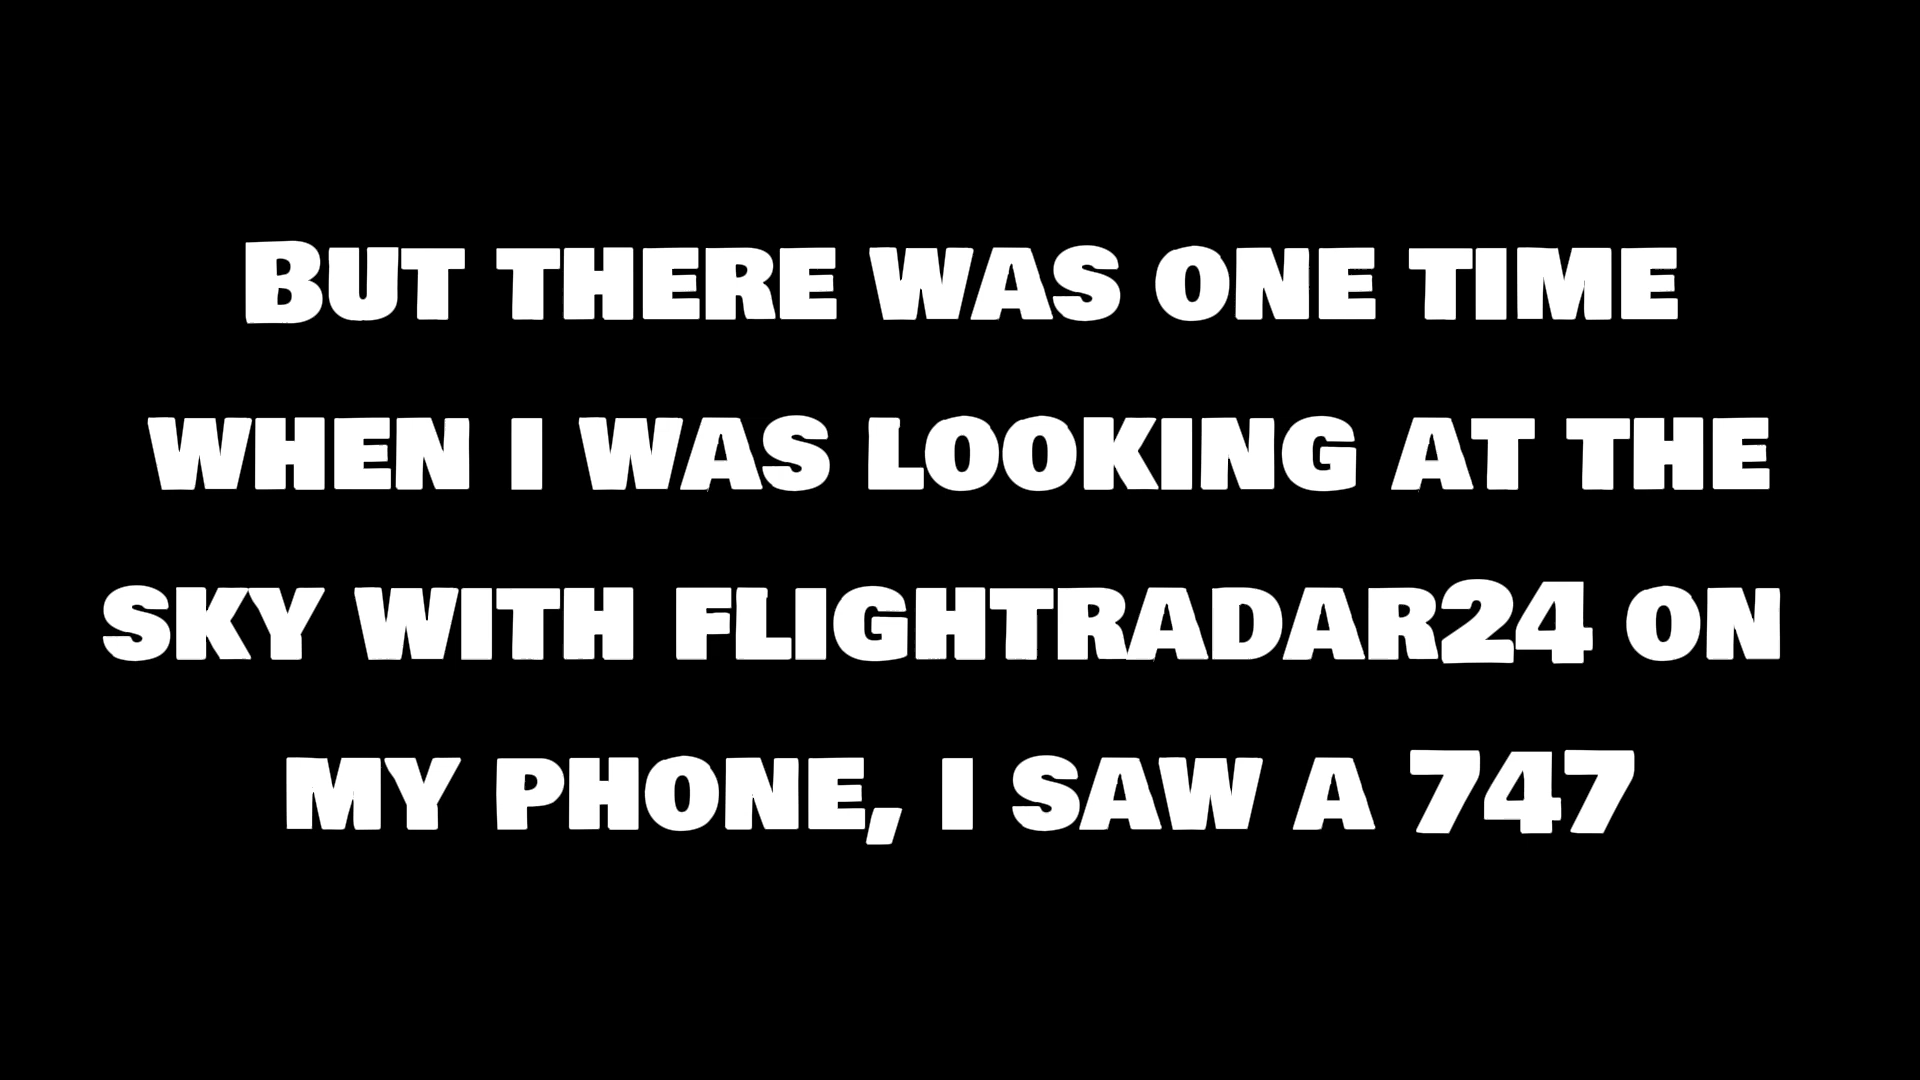 But there was one time
when i was looking at the
sky with flightradar24 on
my phone, i saw a 747